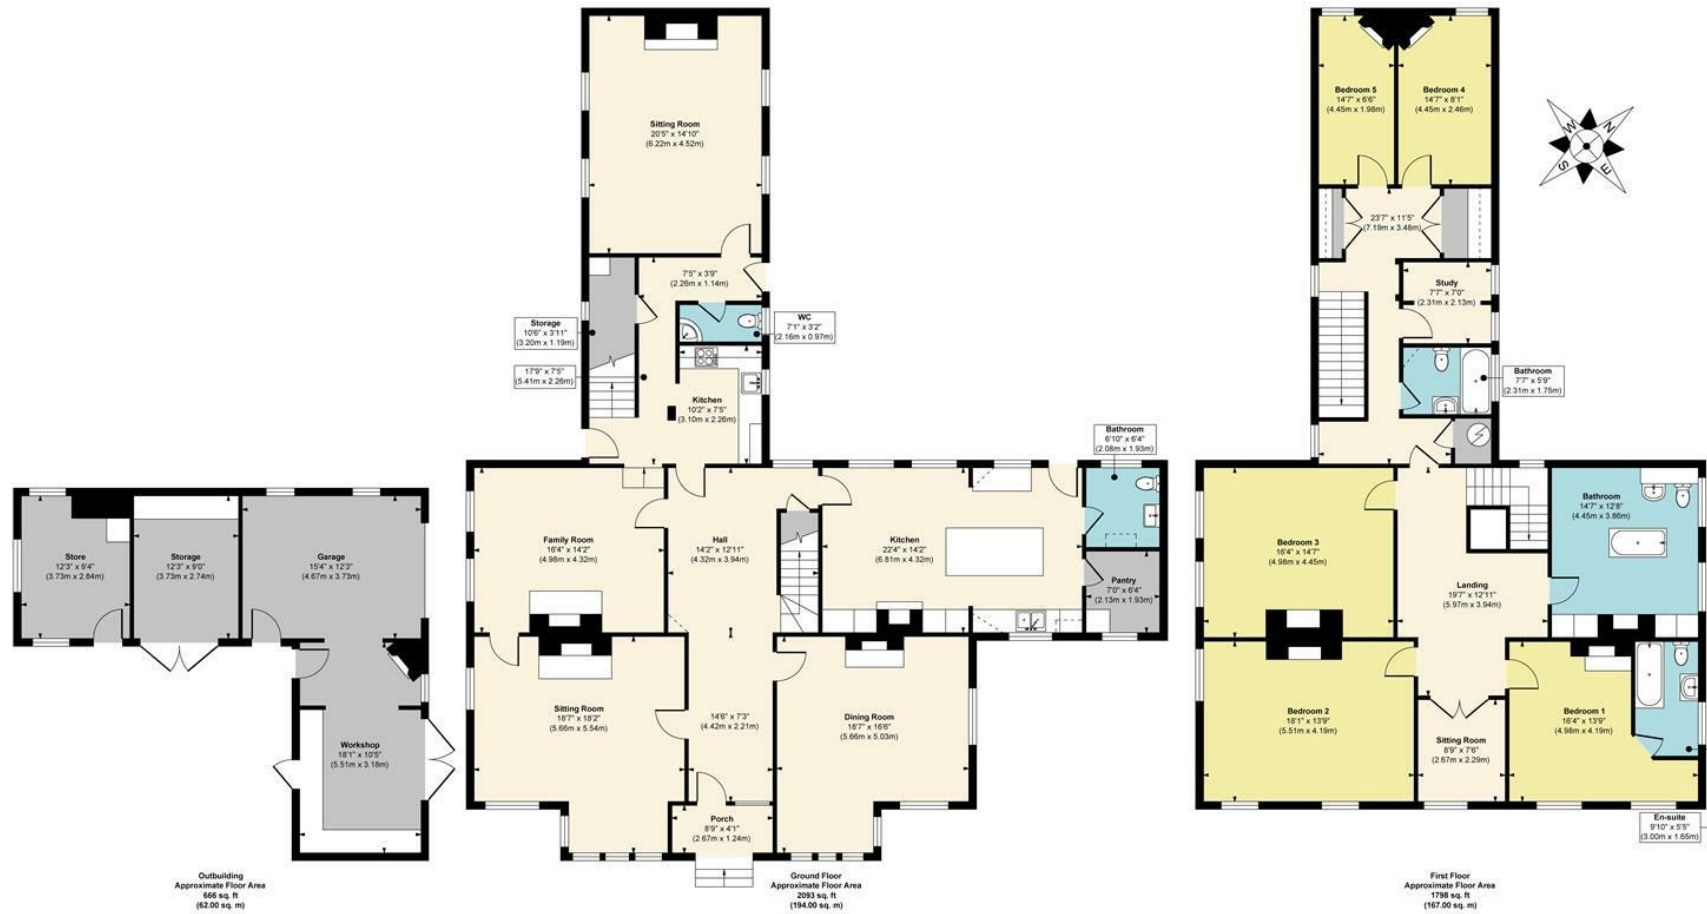 Sitting Room
20'5" x 14'10"
(6.22m x 4.52m)
7'5" x 3'9"
(2.26m x 1.14m)
Storage
10'6" x 3'11"
(3.20m x 1.19m)
WC
7'1" x 3'2"
(2.16m x 0.97m)
17'9" x 7'5"
(5.41m x 2.26m)
Kitchen
10'2" x 7'5"
(3.10m x 2.26m)
Bathroom
6'10" x 6'4"
(2.08m x 1.93m)
Store
12'3" x 9'4"
(3.73m x 2.84m)
Storage
12'3" x 9'0"
(3.73m x 2.74m)
Garage
15'4" x 12'3"
(4.67m x 3.73m)
Workshop
18'1" x 10'5"
(5.51m x 3.18m)
Family Room
16'4" x 14'2"
(4.98m x 4.32m)
Hall
14'2" x 12'11"
(4.32m x 3.94m)
Kitchen
22'4" x 14'2"
(6.81m x 4.32m)
Pantry
7'0" x 6'4"
(2.13m x 1.93m)
Sitting Room
18'7" x 18'2"
(5.66m x 5.54m)
14'6" x 7'3"
(4.42m x 2.21m)
Dining Room
18'7" x 16'6"
(5.66m x 5.03m)
Porch
8'9" x 4'1"
(2.67m x 1.24m)
Outbuilding
Approximate Floor Area
666 sq. ft
(62.00 sq. m)
Ground Floor
Approximate Floor Area
2093 sq. ft
(194.00 sq. m)
Bedroom 5
14'7" x 6'6"
(4.45m x 1.98m)
Bedroom 4
14'7" x 8'1"
(4.45m x 2.46m)
N
E
S
W
23'7" x 11'5"
(7.19m x 3.48m)
Study
7'7" x 7'0"
(2.31m x 2.13m)
Bathroom
7'7" x 5'9"
(2.31m x 1.75m)
Bathroom
14'7" x 12'8"
(4.45m x 3.86m)
Bedroom 3
16'4" x 14'7"
(4.98m x 4.45m)
Landing
19'7" x 12'11"
(5.97m x 3.94m)
Bedroom 2
18'1" x 13'9"
(5.51m x 4.19m)
Sitting Room
8'9" x 7'6"
(2.67m x 2.29m)
Bedroom 1
16'4" x 13'9"
(4.98m x 4.19m)
En-suite
9'10" x 5'5"
(3.00m x 1.65m)
First Floor
Approximate Floor Area
1798 sq. ft
(167.00 sq. m)